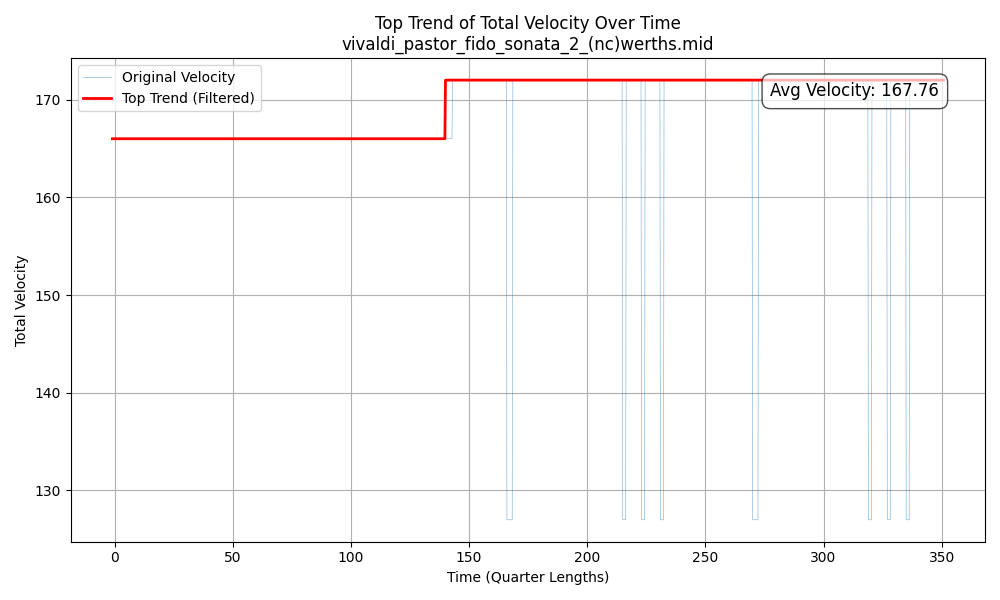 Top Trend of Total Velocity Over Time
vivaldi_pastor_fido_sonata_2_(nc)werths.mid
Original Velocity
Top Trend (Filtered)
Avg Velocity: 167.76
Total Velocity
170
160
150
140
130
0 50 100 150 200 250 300 350
Time (Quarter Lengths)